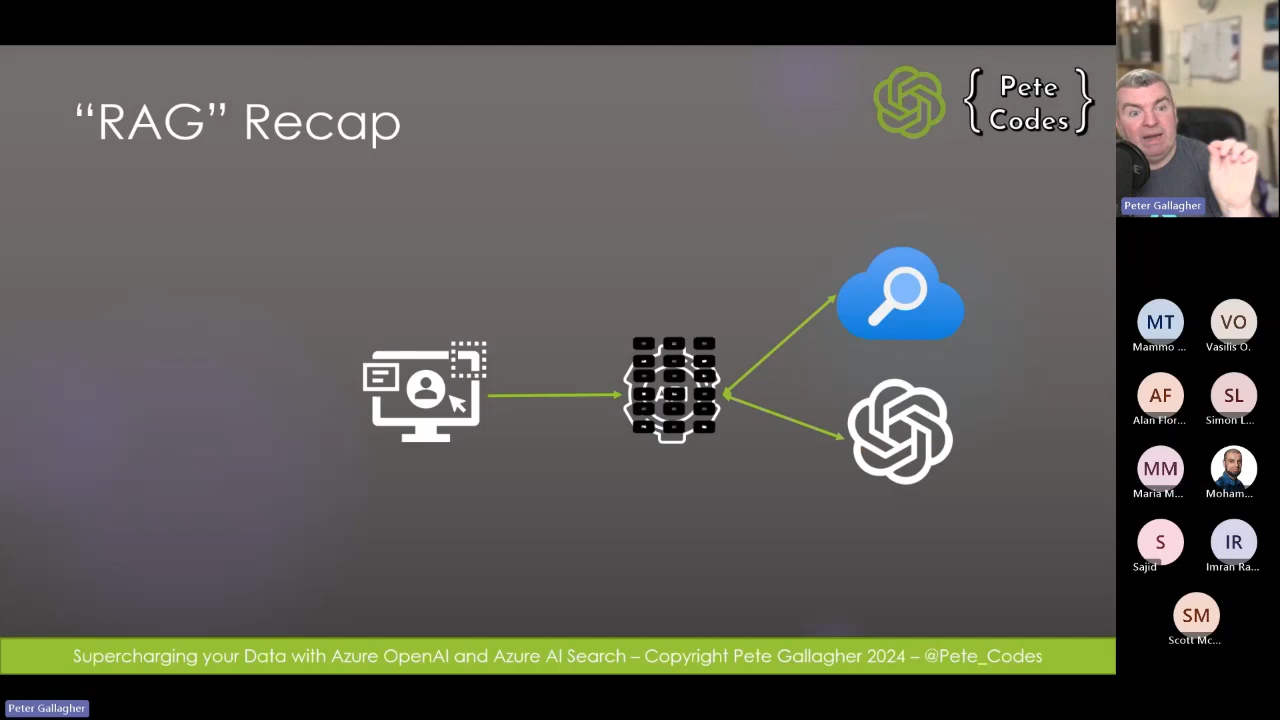 “RAG” Recap
{ Pete Codes }
Peter Gallagher
MT
Mammo ...
VO
Vasilis O.
AF
Alan Flor...
SL
Simon L...
MM
Maria M...
Moham...
S
Sajid
IR
Imran Ra...
SM
Scott Mc...
Supercharging your Data with Azure OpenAI and Azure AI Search – Copyright Pete Gallagher 2024 – @Pete_Codes
Peter Gallagher